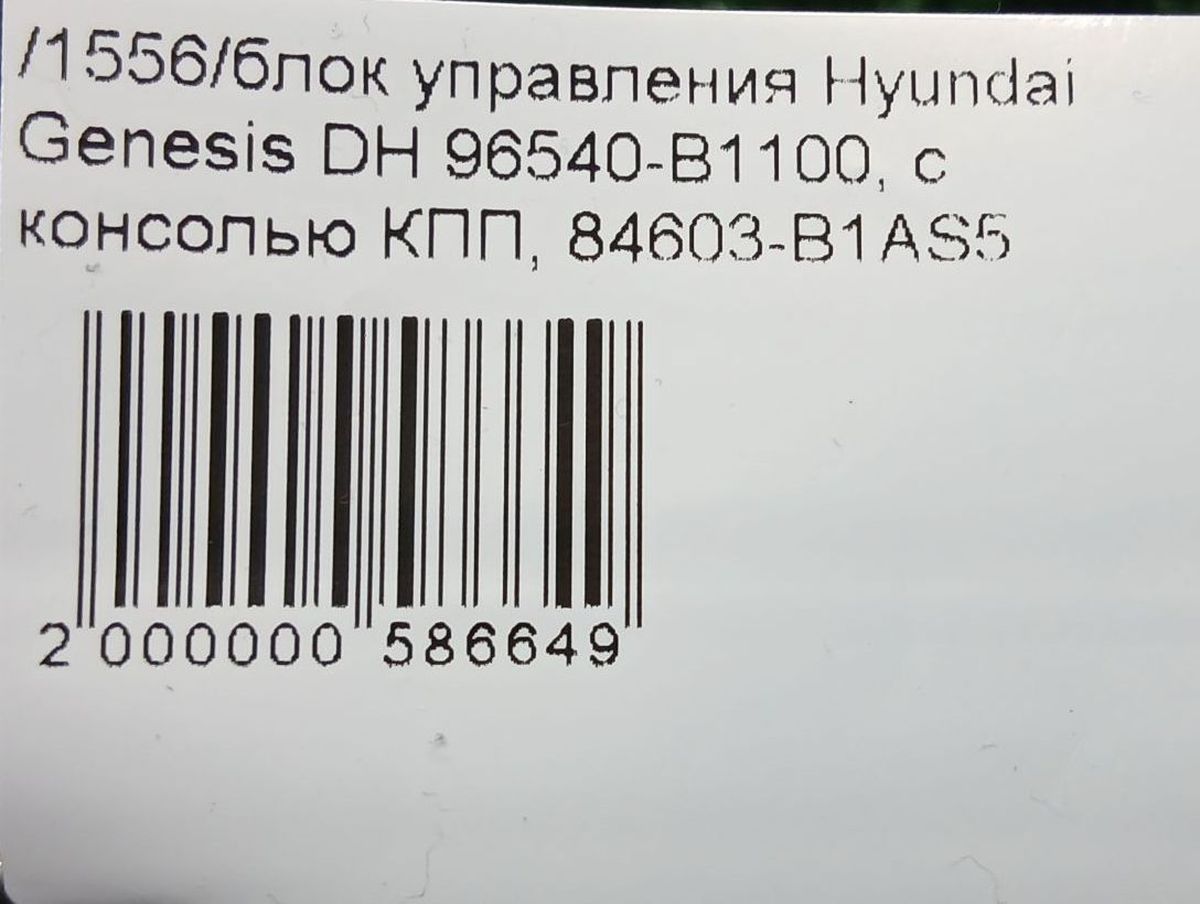 /1556/блок управления Hyundai
Genesis DH 96540-B1100, с
консолью КПП, 84603-B1AS5
2 000000 586649